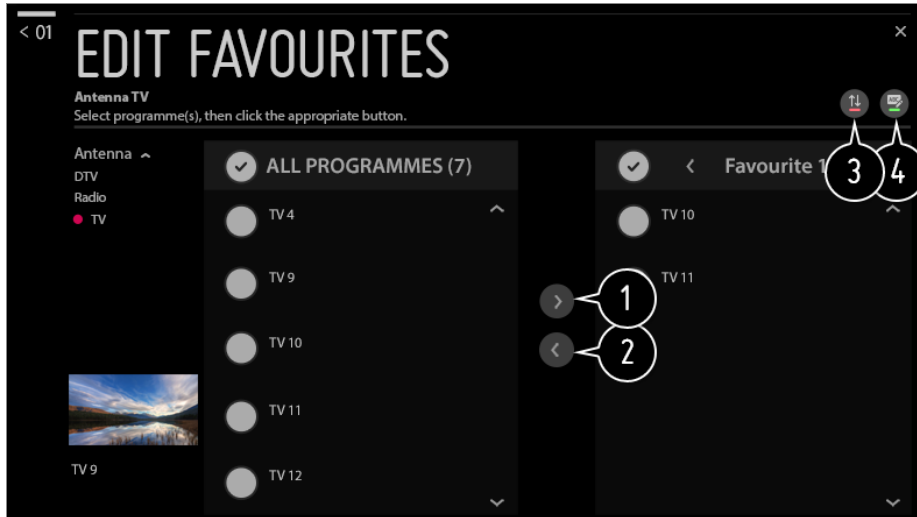 < 01
EDIT FAVOURITES
Antenna TV
Select programme(s), then click the appropriate button.
Antenna
DTV
Radio
TV
TV 9
ALL PROGRAMMES (7)
TV 4
TV 9
TV 10
TV 11
TV 12
1
2
Favourite 1
TV 10
TV 11
3
4